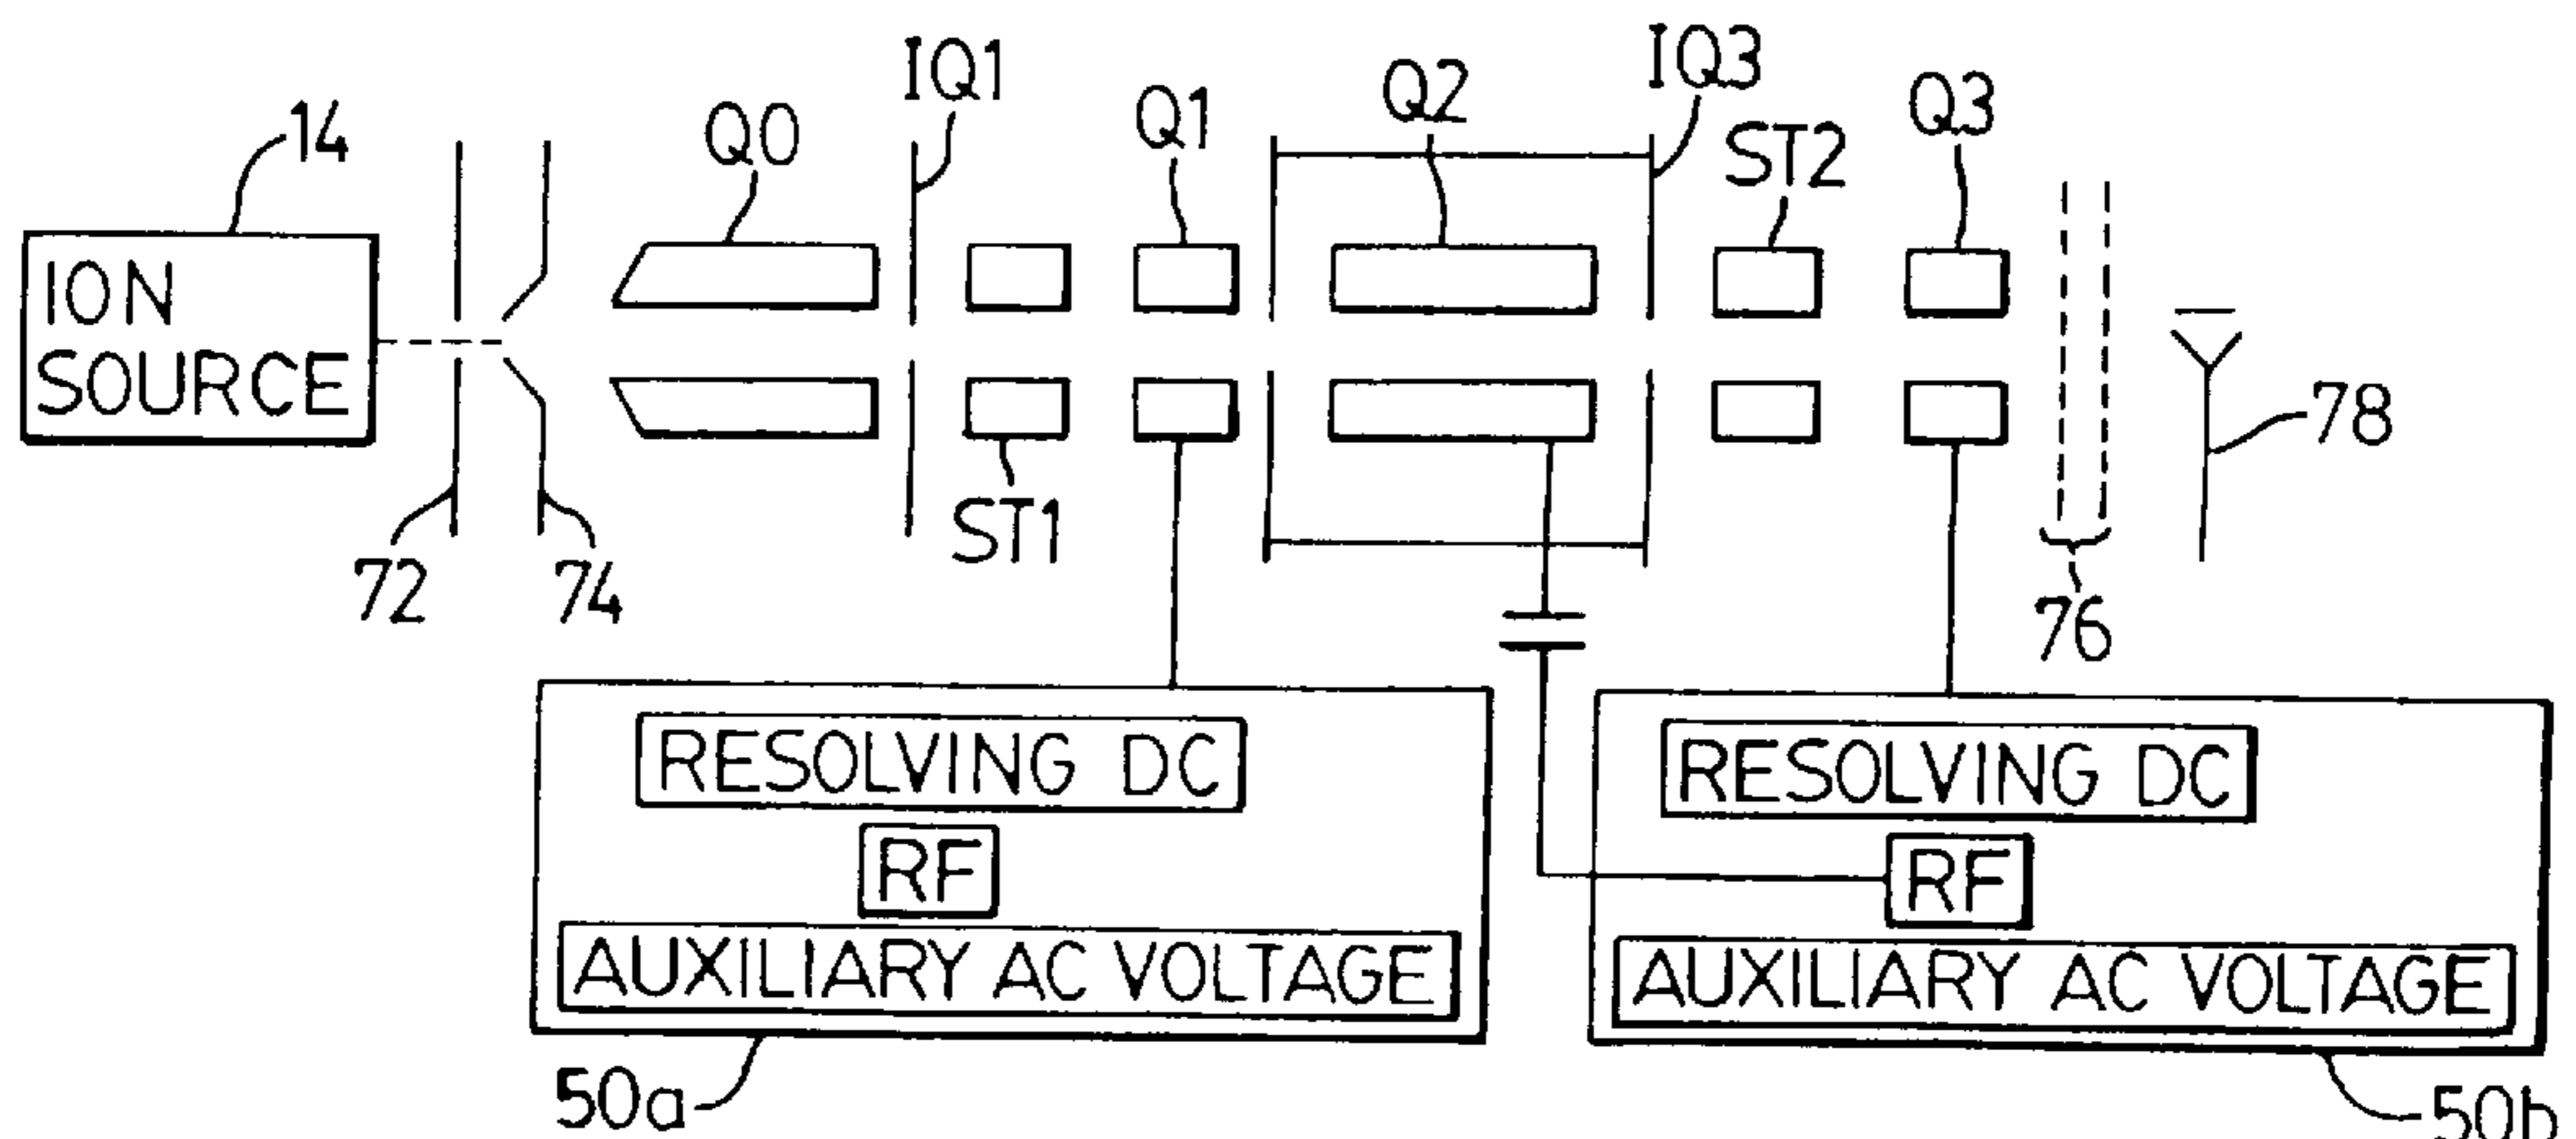 14
ION
SOURCE
72
74
Q0
IQ1
ST1
Q1
Q2
IQ3
ST2
Q3
76
78
RESOLVING DC
RF
AUXILIARY AC VOLTAGE
50a
RESOLVING DC
RF
AUXILIARY AC VOLTAGE
50b